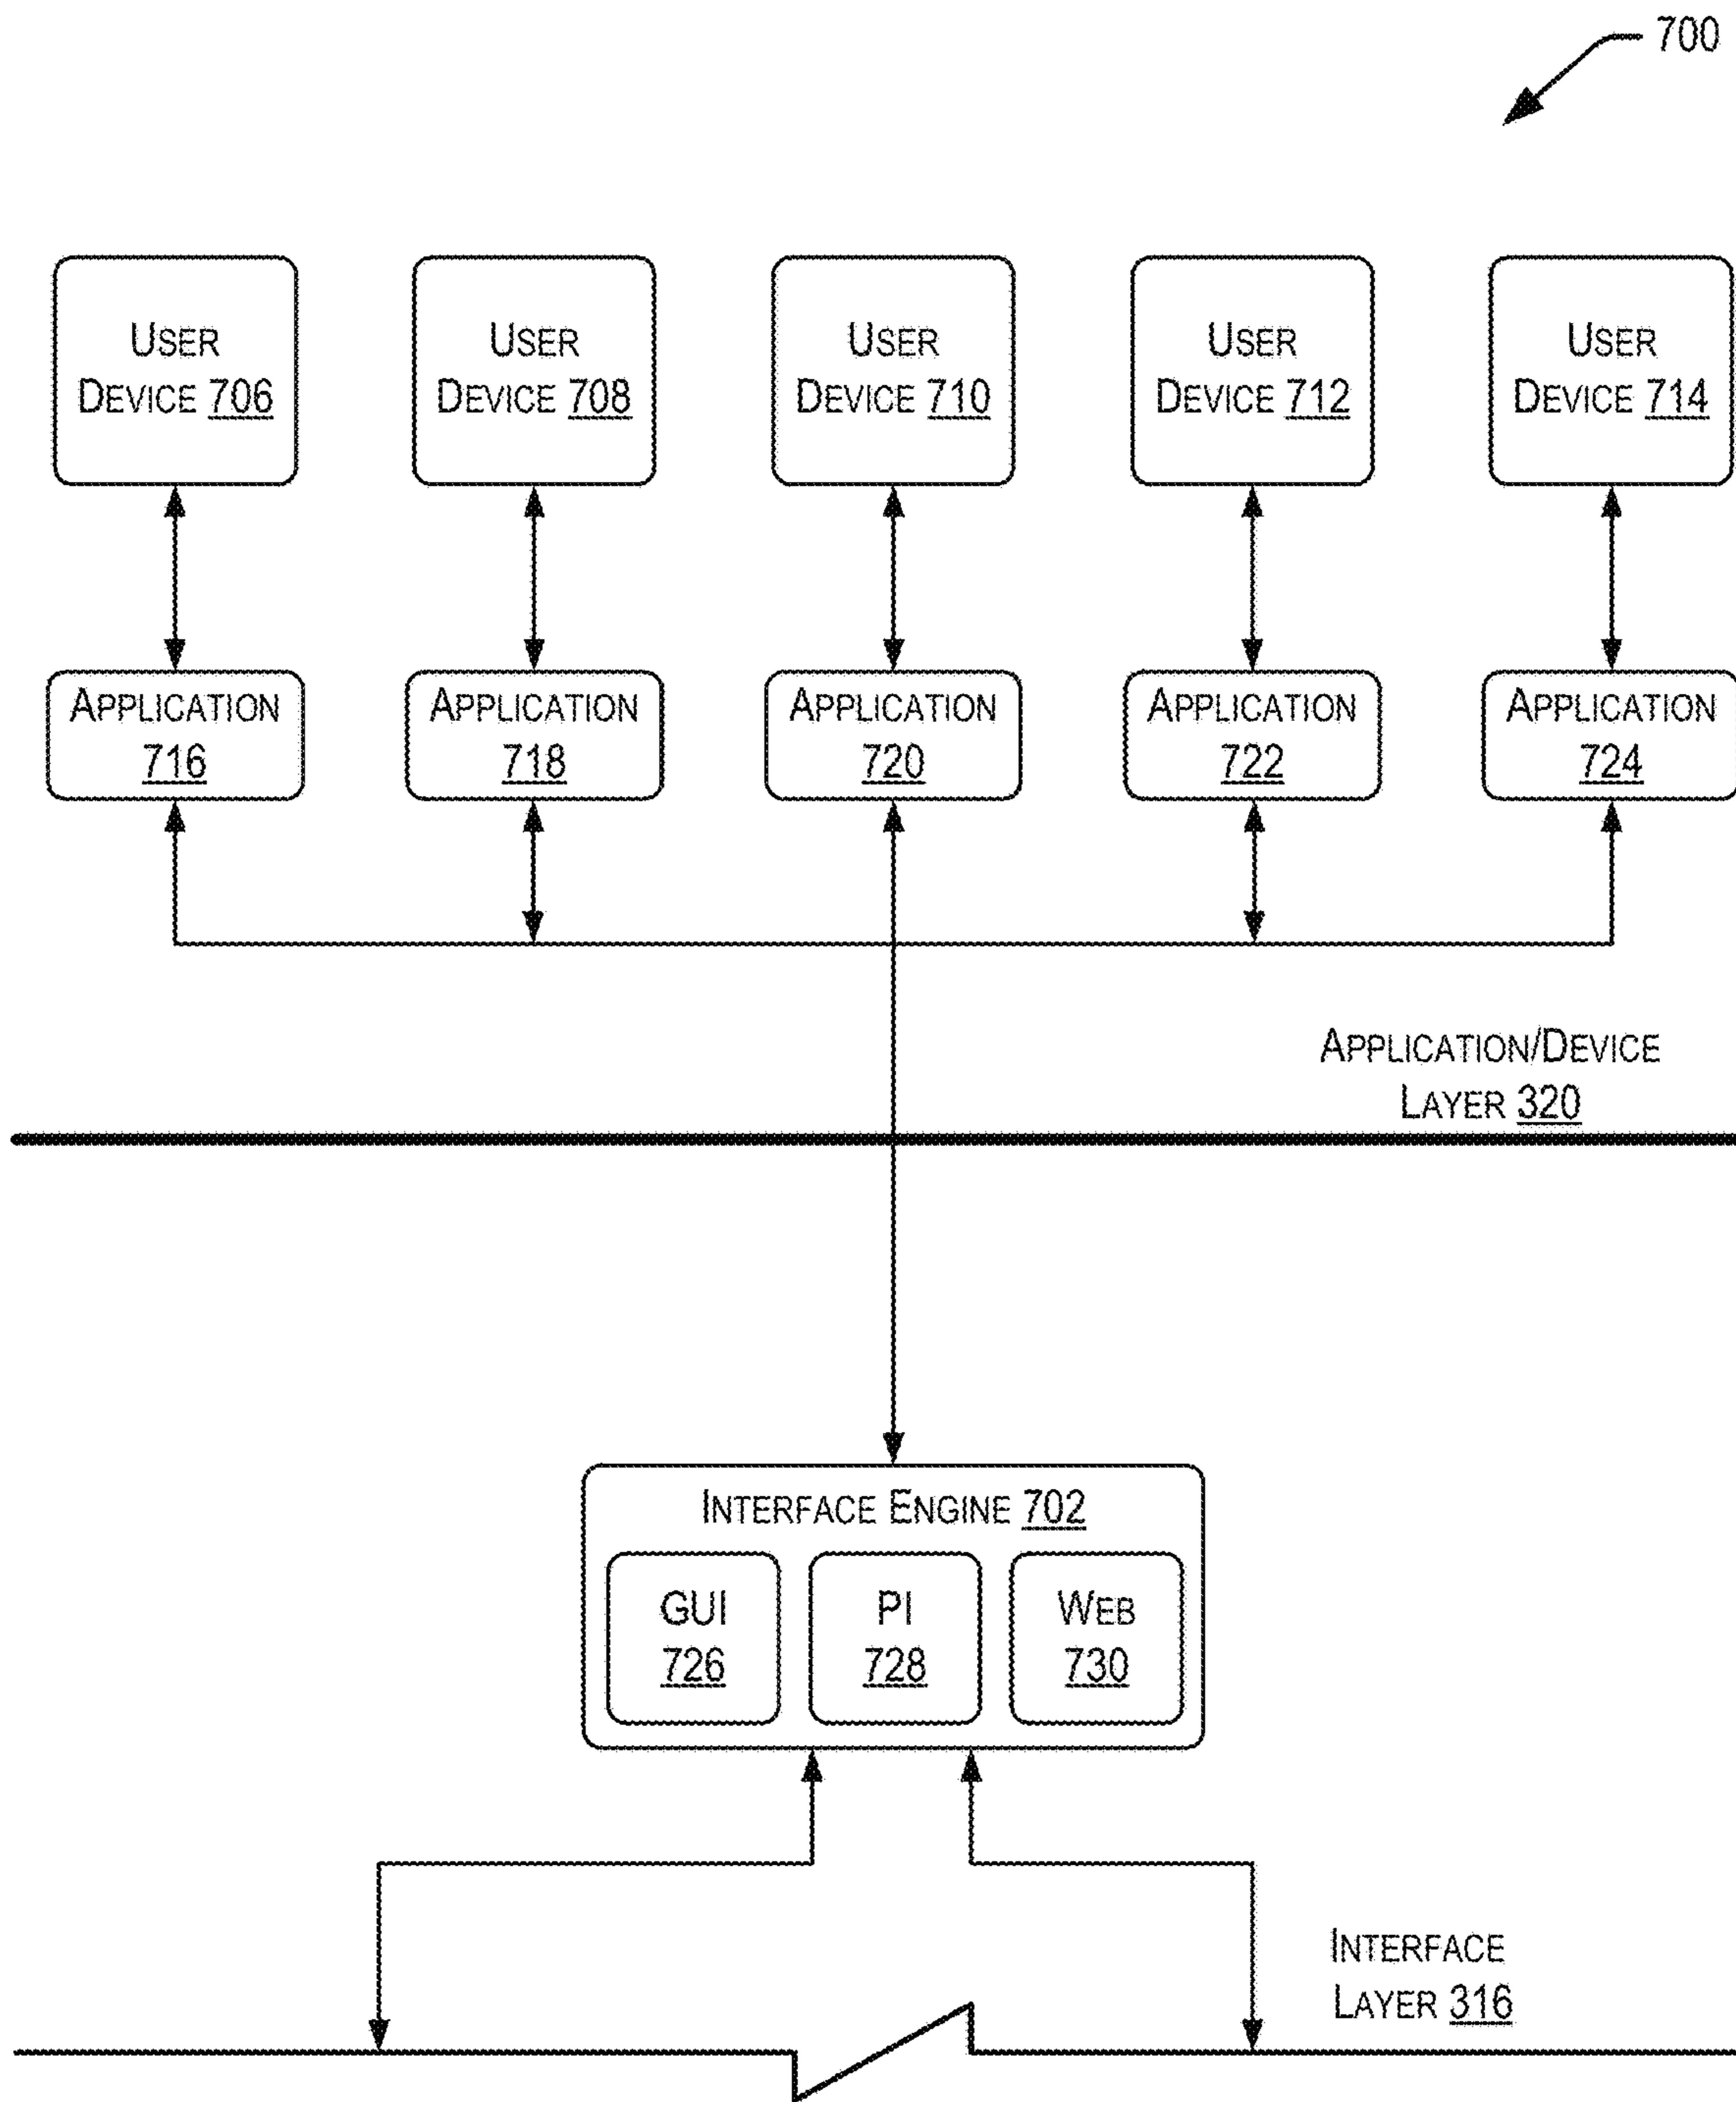 700
USER USER USER USER USER
DEVICE 706 DEVICE 708 DEVICE 710 DEVICE 712 DEVICE 714
APPLICATION APPLICATION APPLICATION APPLICATION APPLICATION
716 718 720 722 724
APPLICATION/DEVICE
LAYER 320
INTERFACE ENGINE 702
GUI PI WEB
726 728 730
INTERFACE
LAYER 316